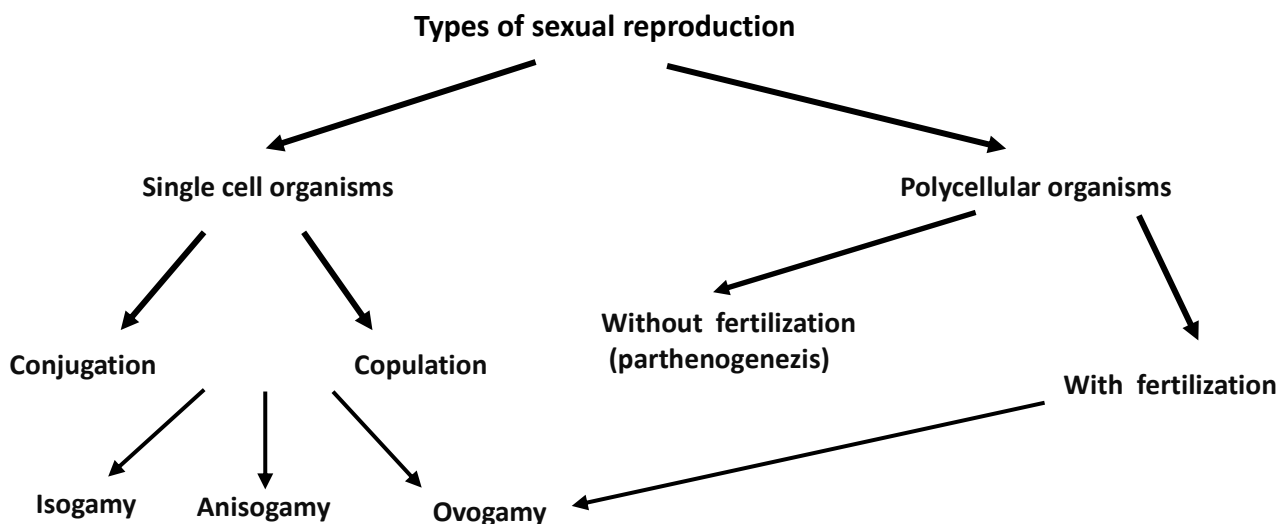 Types of sexual reproduction
Single cell organisms
Polycellular organisms
Without fertilization
(parthenogenezis)
Conjugation
Copulation
With fertilization
Isogamy
Anisogamy
Ovogamy